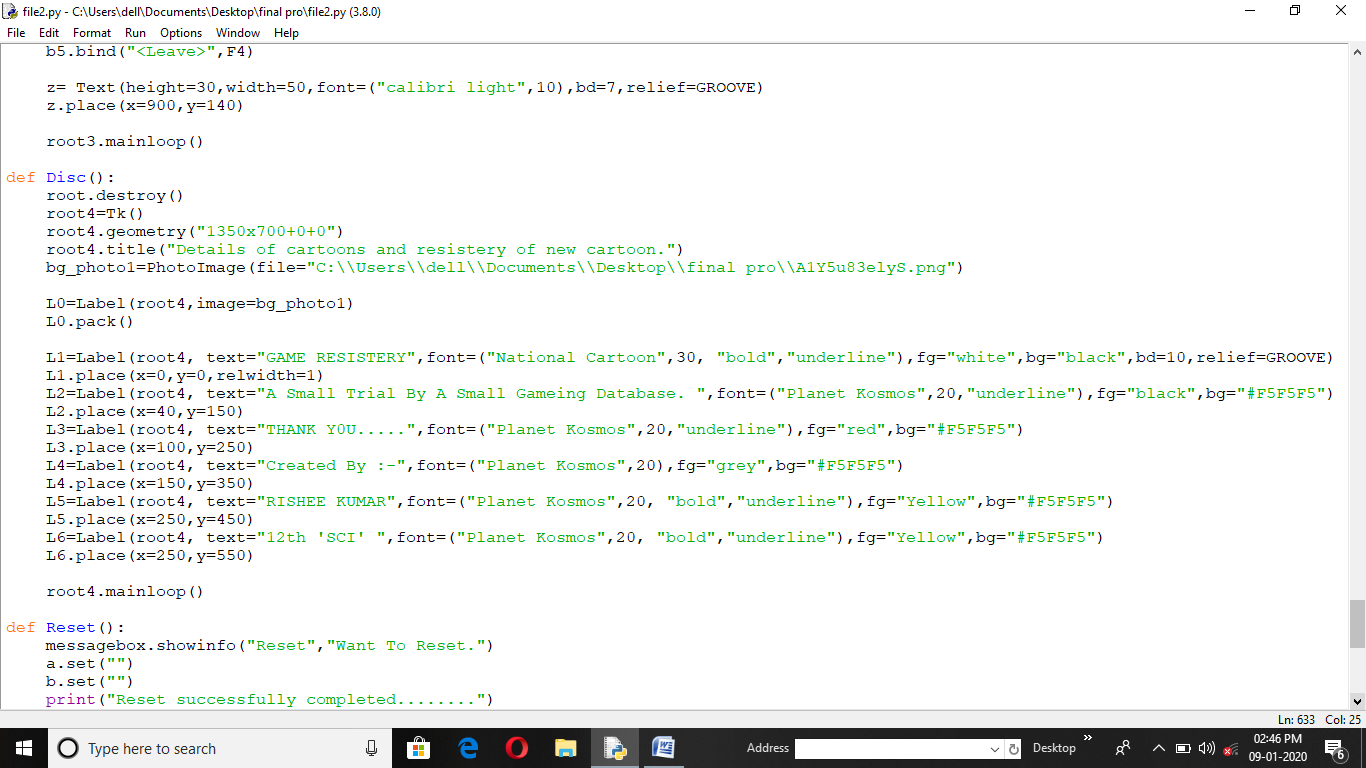 file2.py - C:\Users\dell\Documents\Desktop\final pro\file2.py (3.8.0)
File Edit Format Run Options Window Help
    b5.bind("<Leave>",F4)

    z= Text(height=30,width=50,font=("calibri light",10),bd=7,relief=GROOVE)
    z.place(x=900,y=140)

    root3.mainloop()

def Disc():
    root.destroy()
    root4=Tk()
    root4.geometry("1350x700+0+0")
    root4.title("Details of cartoons and resistery of new cartoon.")
    bg_photo1=PhotoImage(file="C:\\Users\\dell\\Documents\\Desktop\\final pro\\A1Y5u83elyS.png")

    L0=Label(root4,image=bg_photo1)
    L0.pack()

    L1=Label(root4, text="GAME RESISTERY",font=("National Cartoon",30, "bold","underline"),fg="white",bg="black",bd=10,relief=GROOVE)
    L1.place(x=0,y=0,relwidth=1)
    L2=Label(root4, text="A Small Trial By A Small Gameing Database. ",font=("Planet Kosmos",20,"underline"),fg="black",bg="#F5F5F5")
    L2.place(x=40,y=150)
    L3=Label(root4, text="THANK Y0U.....",font=("Planet Kosmos",20,"underline"),fg="red",bg="#F5F5F5")
    L3.place(x=100,y=250)
    L4=Label(root4, text="Created By :-",font=("Planet Kosmos",20),fg="grey",bg="#F5F5F5")
    L4.place(x=150,y=350)
    L5=Label(root4, text="RISHEE KUMAR",font=("Planet Kosmos",20, "bold","underline"),fg="Yellow",bg="#F5F5F5")
    L5.place(x=250,y=450)
    L6=Label(root4, text="12th 'SCI' ",font=("Planet Kosmos",20, "bold","underline"),fg="Yellow",bg="#F5F5F5")
    L6.place(x=250,y=550)

    root4.mainloop()

def Reset():
    messagebox.showinfo("Reset","Want To Reset.")
    a.set("")
    b.set("")
    print("Reset successfully completed........")
Ln: 633 Col: 25
Type here to search
Address
Desktop
02:46 PM
09-01-2020
6